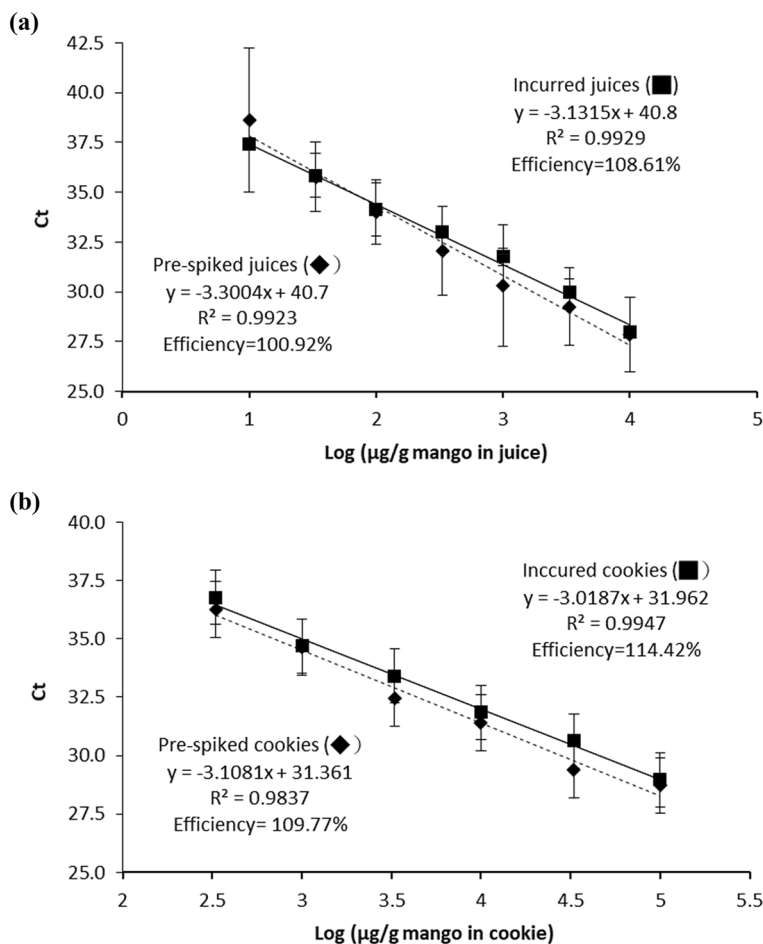 (a)
42.5
40.0
37.5
35.0
32.5
30.0
27.5
25.0
Ct
Incurred juices (■)
y = -3.1315x + 40.8
R² = 0.9929
Efficiency=108.61%
Pre-spiked juices (◆)
y = -3.3004x + 40.7
R² = 0.9923
Efficiency=100.92%
0 1 2 3 4 5
Log (μg/g mango in juice)
(b)
40.0
37.5
35.0
32.5
30.0
27.5
25.0
Ct
Inccured cookies (■)
y = -3.0187x + 31.962
R² = 0.9947
Efficiency=114.42%
Pre-spiked cookies (◆)
y = -3.1081x + 31.361
R² = 0.9837
Efficiency= 109.77%
2 2.5 3 3.5 4 4.5 5 5.5
Log (μg/g mango in cookie)